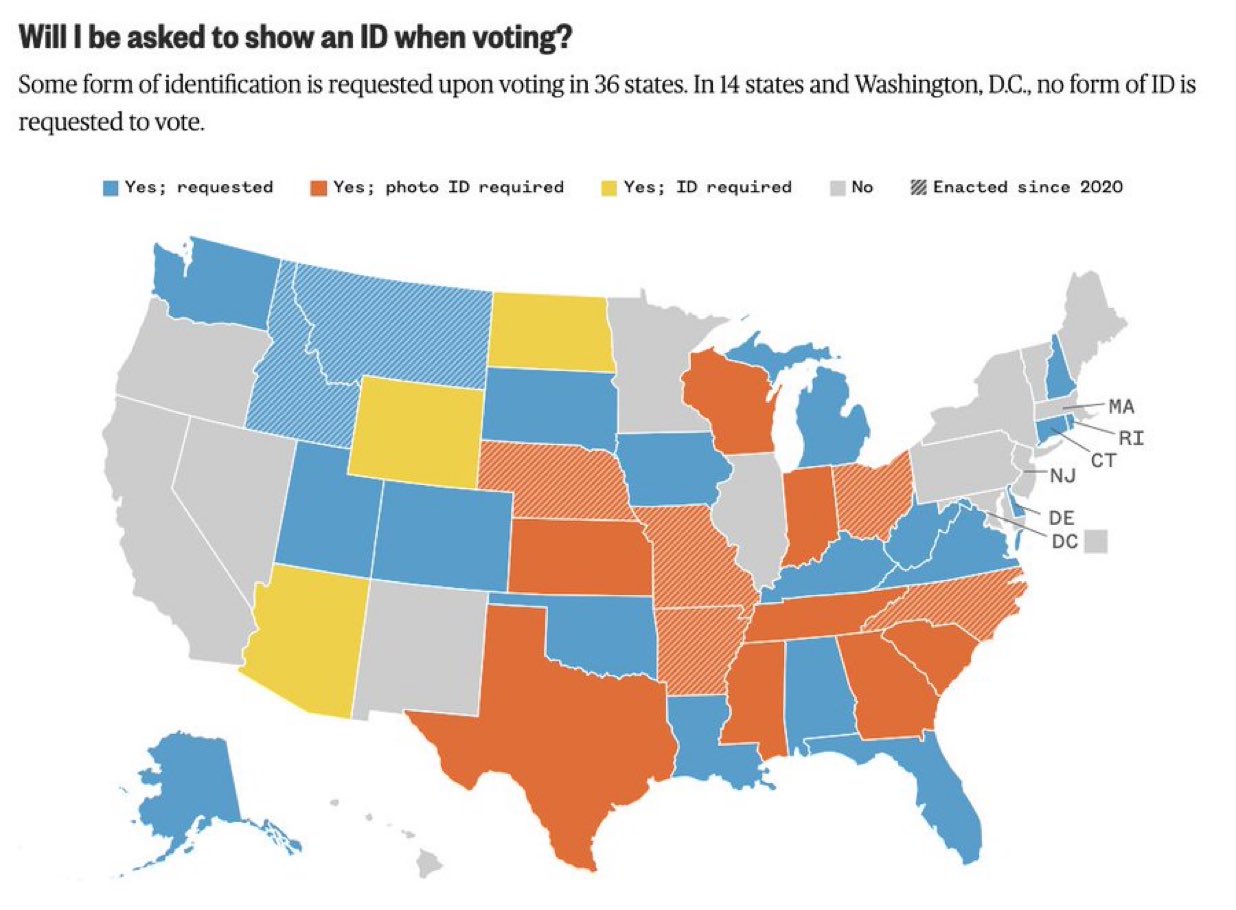 Will I be asked to show an ID when voting?
Some form of identification is requested upon voting in 36 states. In 14 states and Washington, D.C., no form of ID is
requested to vote.
Yes; requested Yes; photo ID required Yes; ID required No Enacted since 2020
MA
RI
CT
NJ
DE
DC